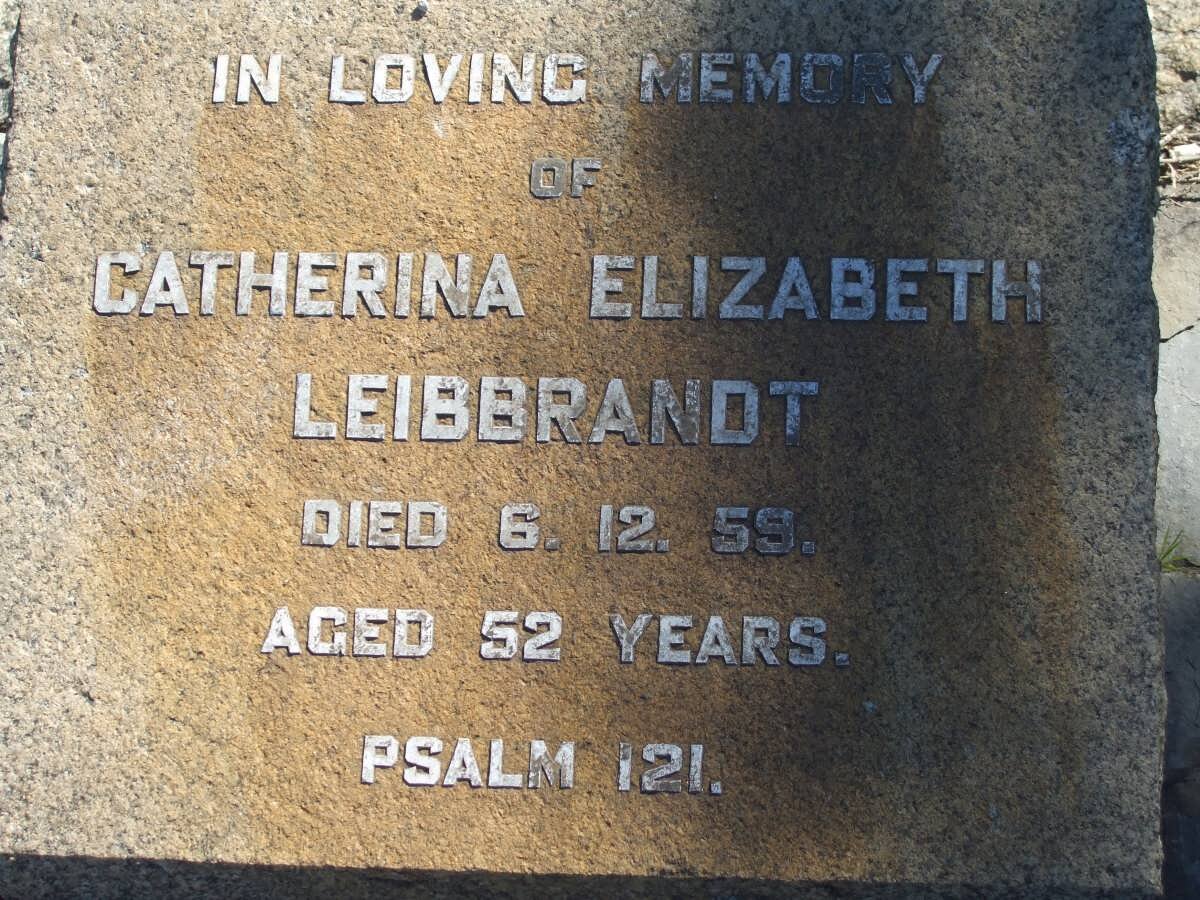 IN LOVING MEMORY
OF
CATHERINA ELIZABETH
LEIBBRANDT
DIED 6. 12. 59.
AGED 52 YEARS.
PSALM 121.